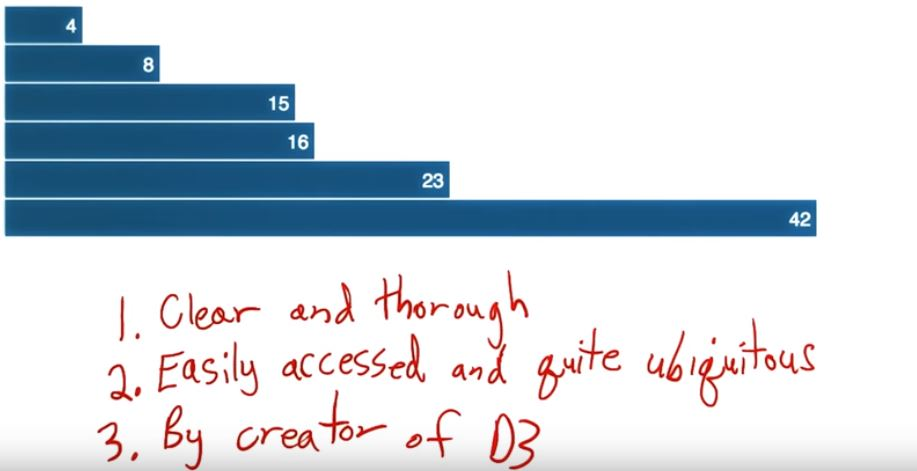 4
8
15
16
23
42
1. Clear and thorough
2. Easily accessed and quite ubiquitous
3. By creator of D3